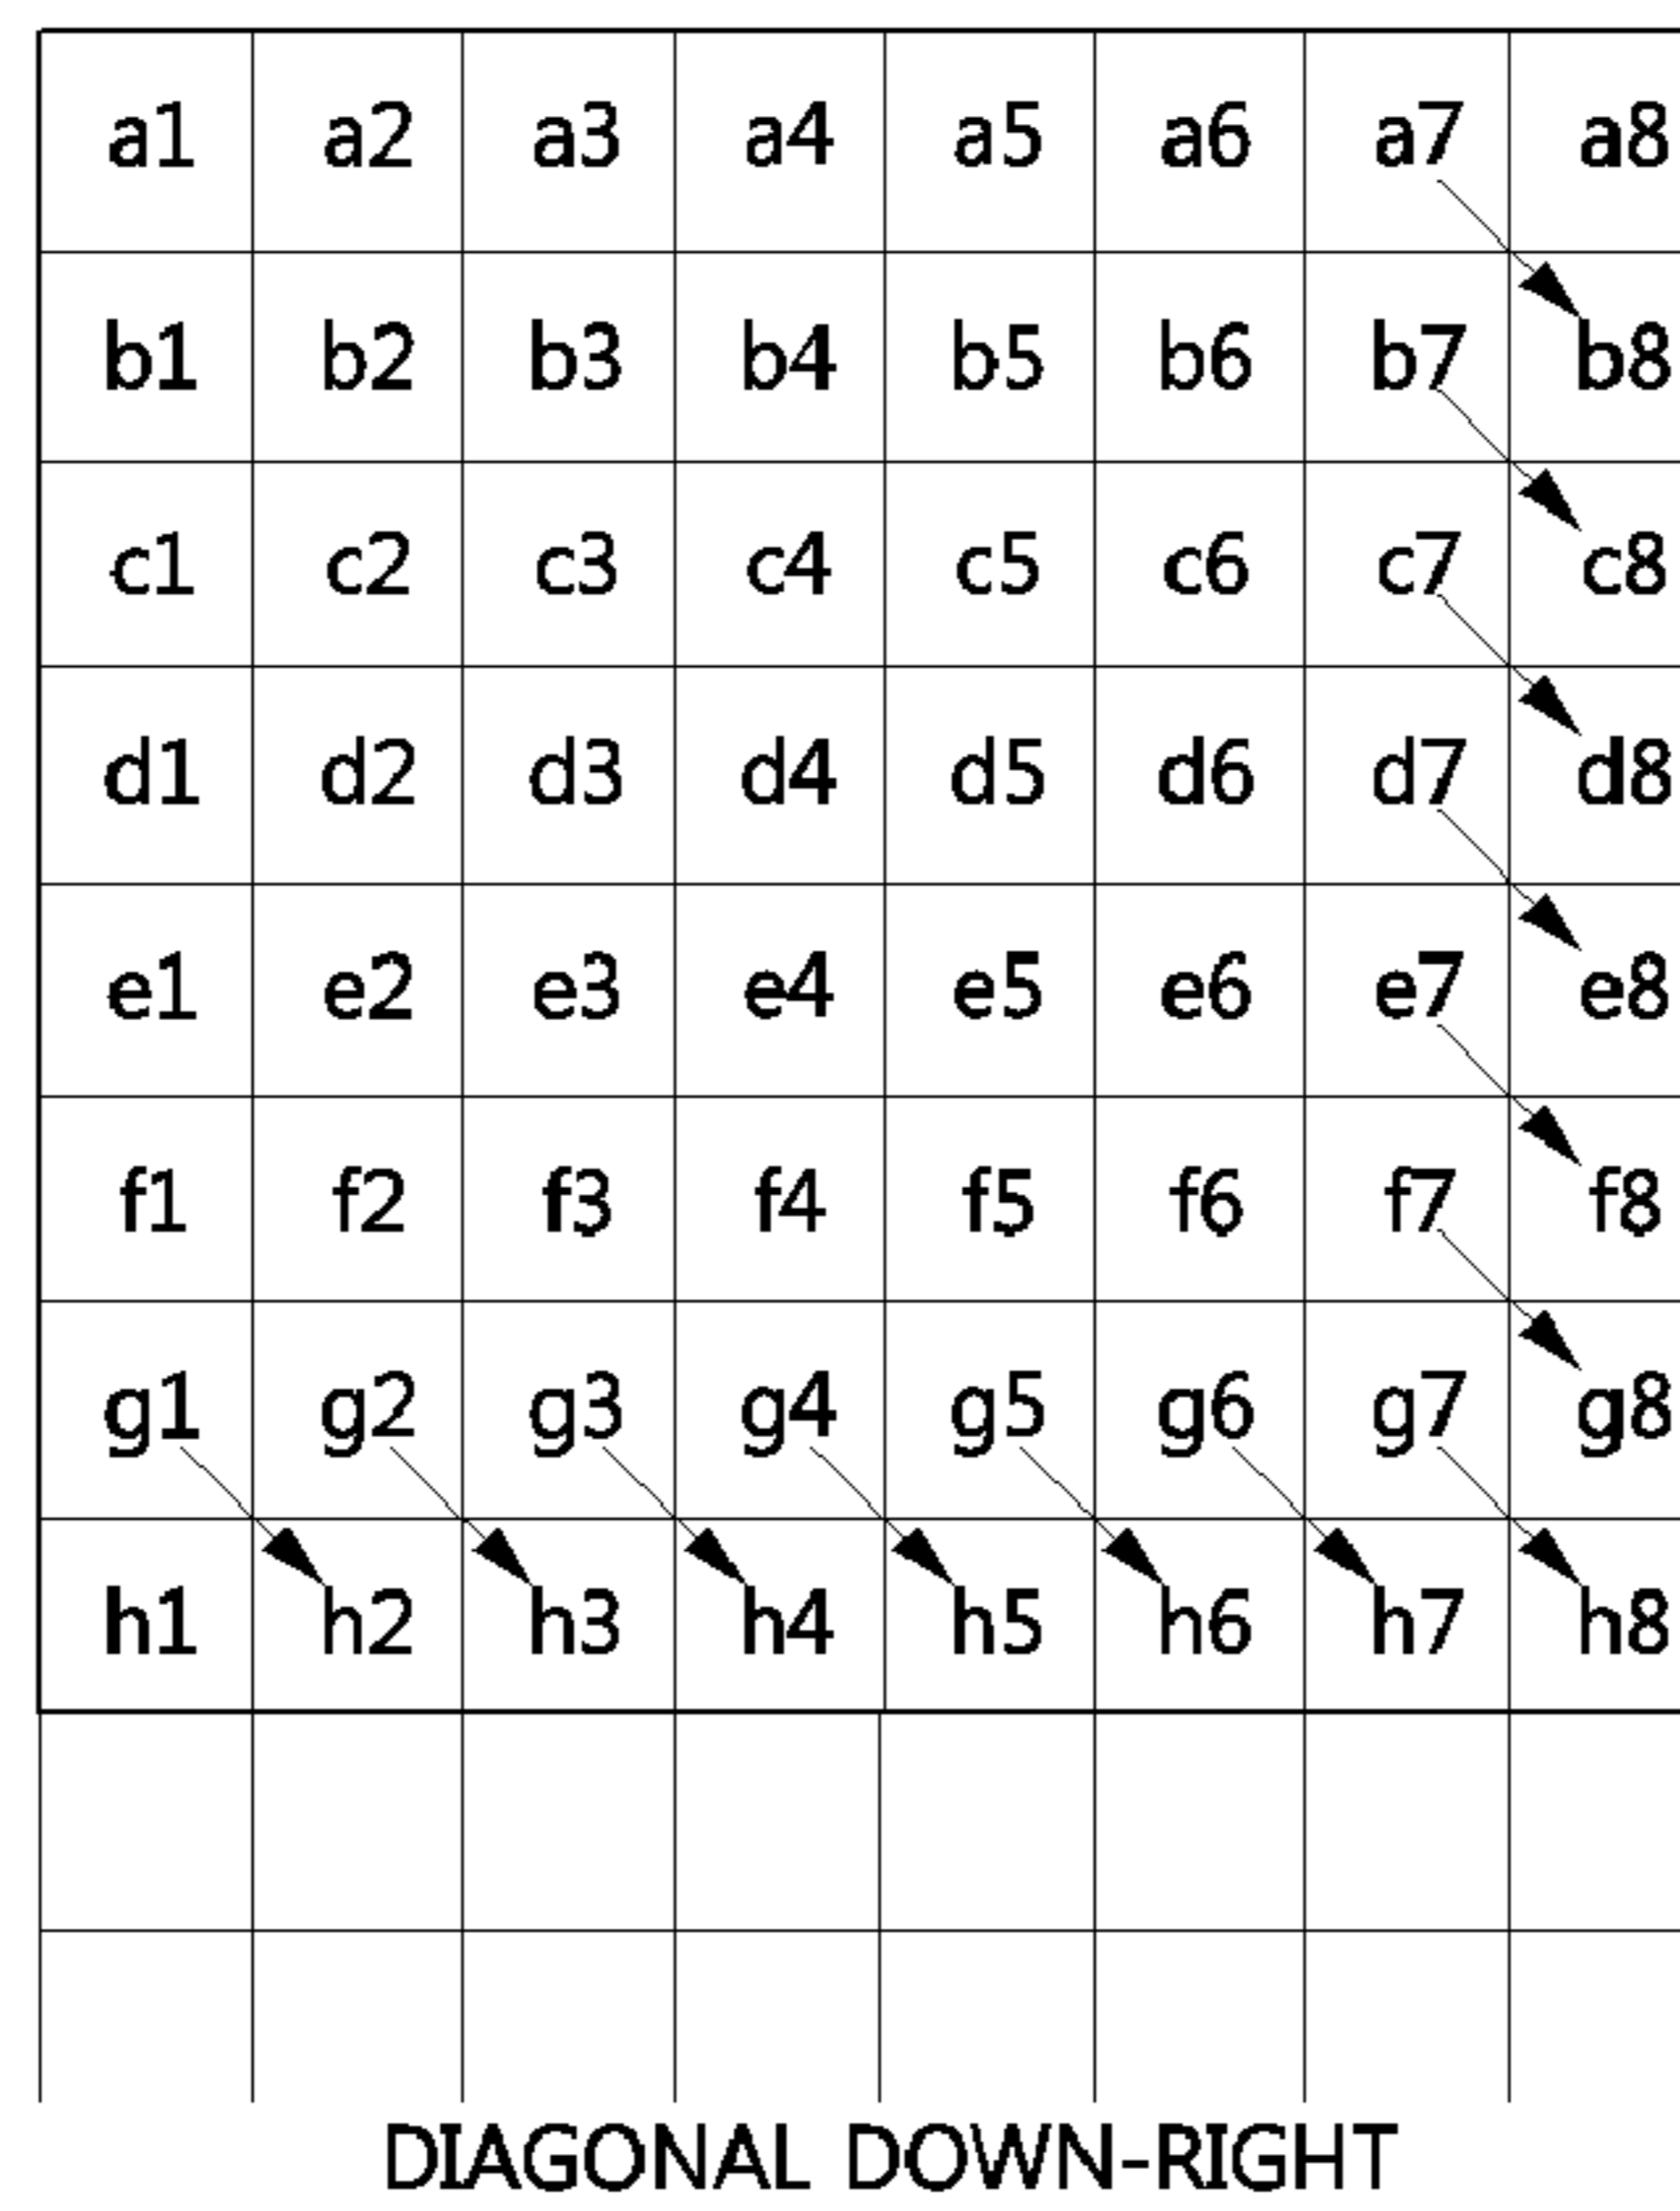 a1 a2 a3 a4 a5 a6 a7 a8
b1 b2 b3 b4 b5 b6 b7 b8
c1 c2 c3 c4 c5 c6 c7 c8
d1 d2 d3 d4 d5 d6 d7 d8
e1 e2 e3 e4 e5 e6 e7 e8
f1 f2 f3 f4 f5 f6 f7 f8
g1 g2 g3 g4 g5 g6 g7 g8
h1 h2 h3 h4 h5 h6 h7 h8
DIAGONAL DOWN-RIGHT